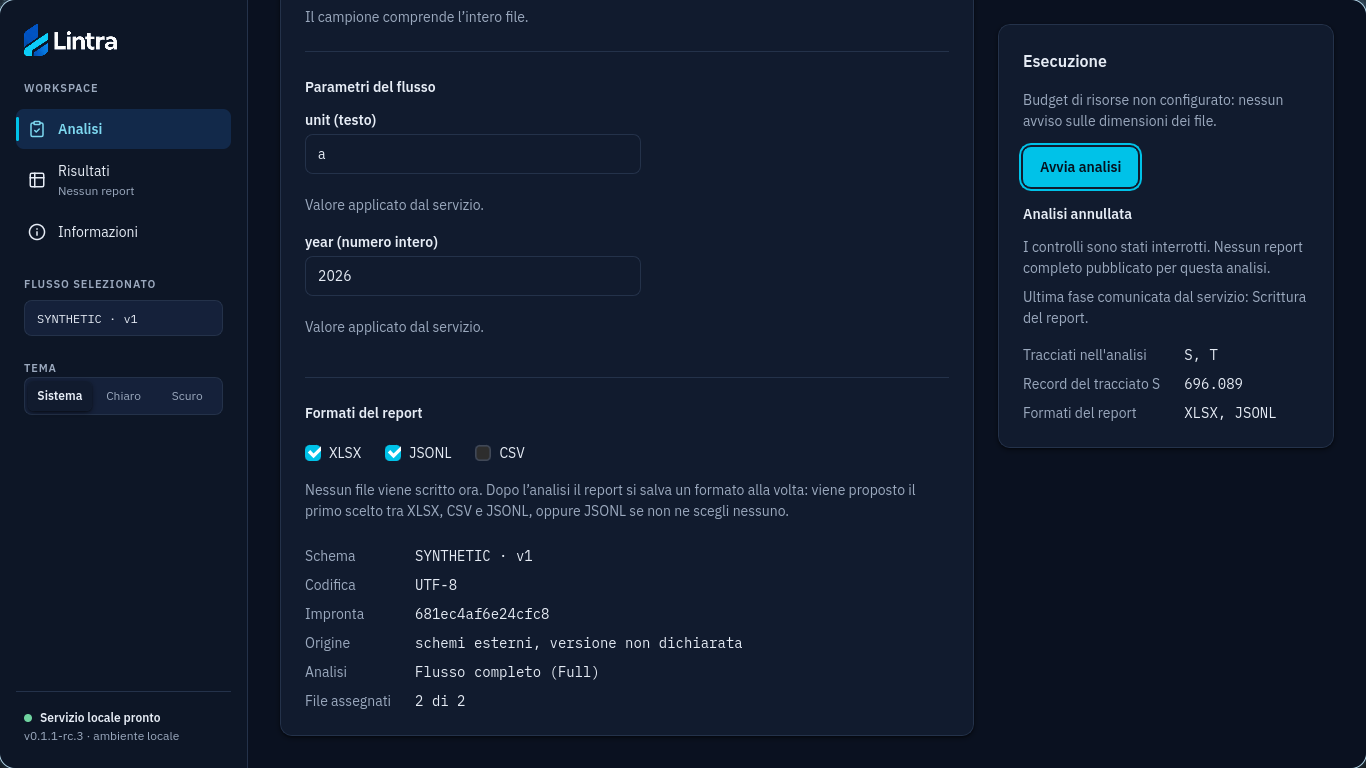 Lintra
WORKSPACE
Analisi
Risultati
Nessun report
Informazioni
FLUSSO SELEZIONATO
SYNTHETIC · v1
TEMA
Sistema Chiaro Scuro
Servizio locale pronto
v0.1.1-rc.3 · ambiente locale
Il campione comprende l’intero file.
Parametri del flusso
unit (testo)
a
Valore applicato dal servizio.
year (numero intero)
2026
Valore applicato dal servizio.
Formati del report
XLSX JSONL CSV
Nessun file viene scritto ora. Dopo l’analisi il report si salva un formato alla volta: viene proposto il
primo scelto tra XLSX, CSV e JSONL, oppure JSONL se non ne scegli nessuno.
Schema SYNTHETIC · v1
Codifica UTF-8
Impronta 681ec4af6e24cfc8
Origine schemi esterni, versione non dichiarata
Analisi Flusso completo (Full)
File assegnati 2 di 2
Esecuzione
Budget di risorse non configurato: nessun
avviso sulle dimensioni dei file.
Avvia analisi
Analisi annullata
I controlli sono stati interrotti. Nessun report
completo pubblicato per questa analisi.
Ultima fase comunicata dal servizio: Scrittura
del report.
Tracciati nell'analisi S, T
Record del tracciato S 696.089
Formati del report XLSX, JSONL